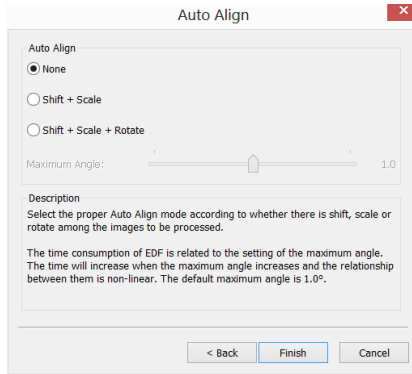 Auto Align
Auto Align
None
Shift + Scale
Shift + Scale + Rotate
Maximum Angle: 1.0
Description
Select the proper Auto Align mode according to whether there is shift, scale or
rotate among the images to be processed.
The time consumption of EDF is related to the setting of the maximum angle.
The time will increase when the maximum angle increases and the relationship
between them is non-linear. The default maximum angle is 1.0º.
< Back Finish Cancel